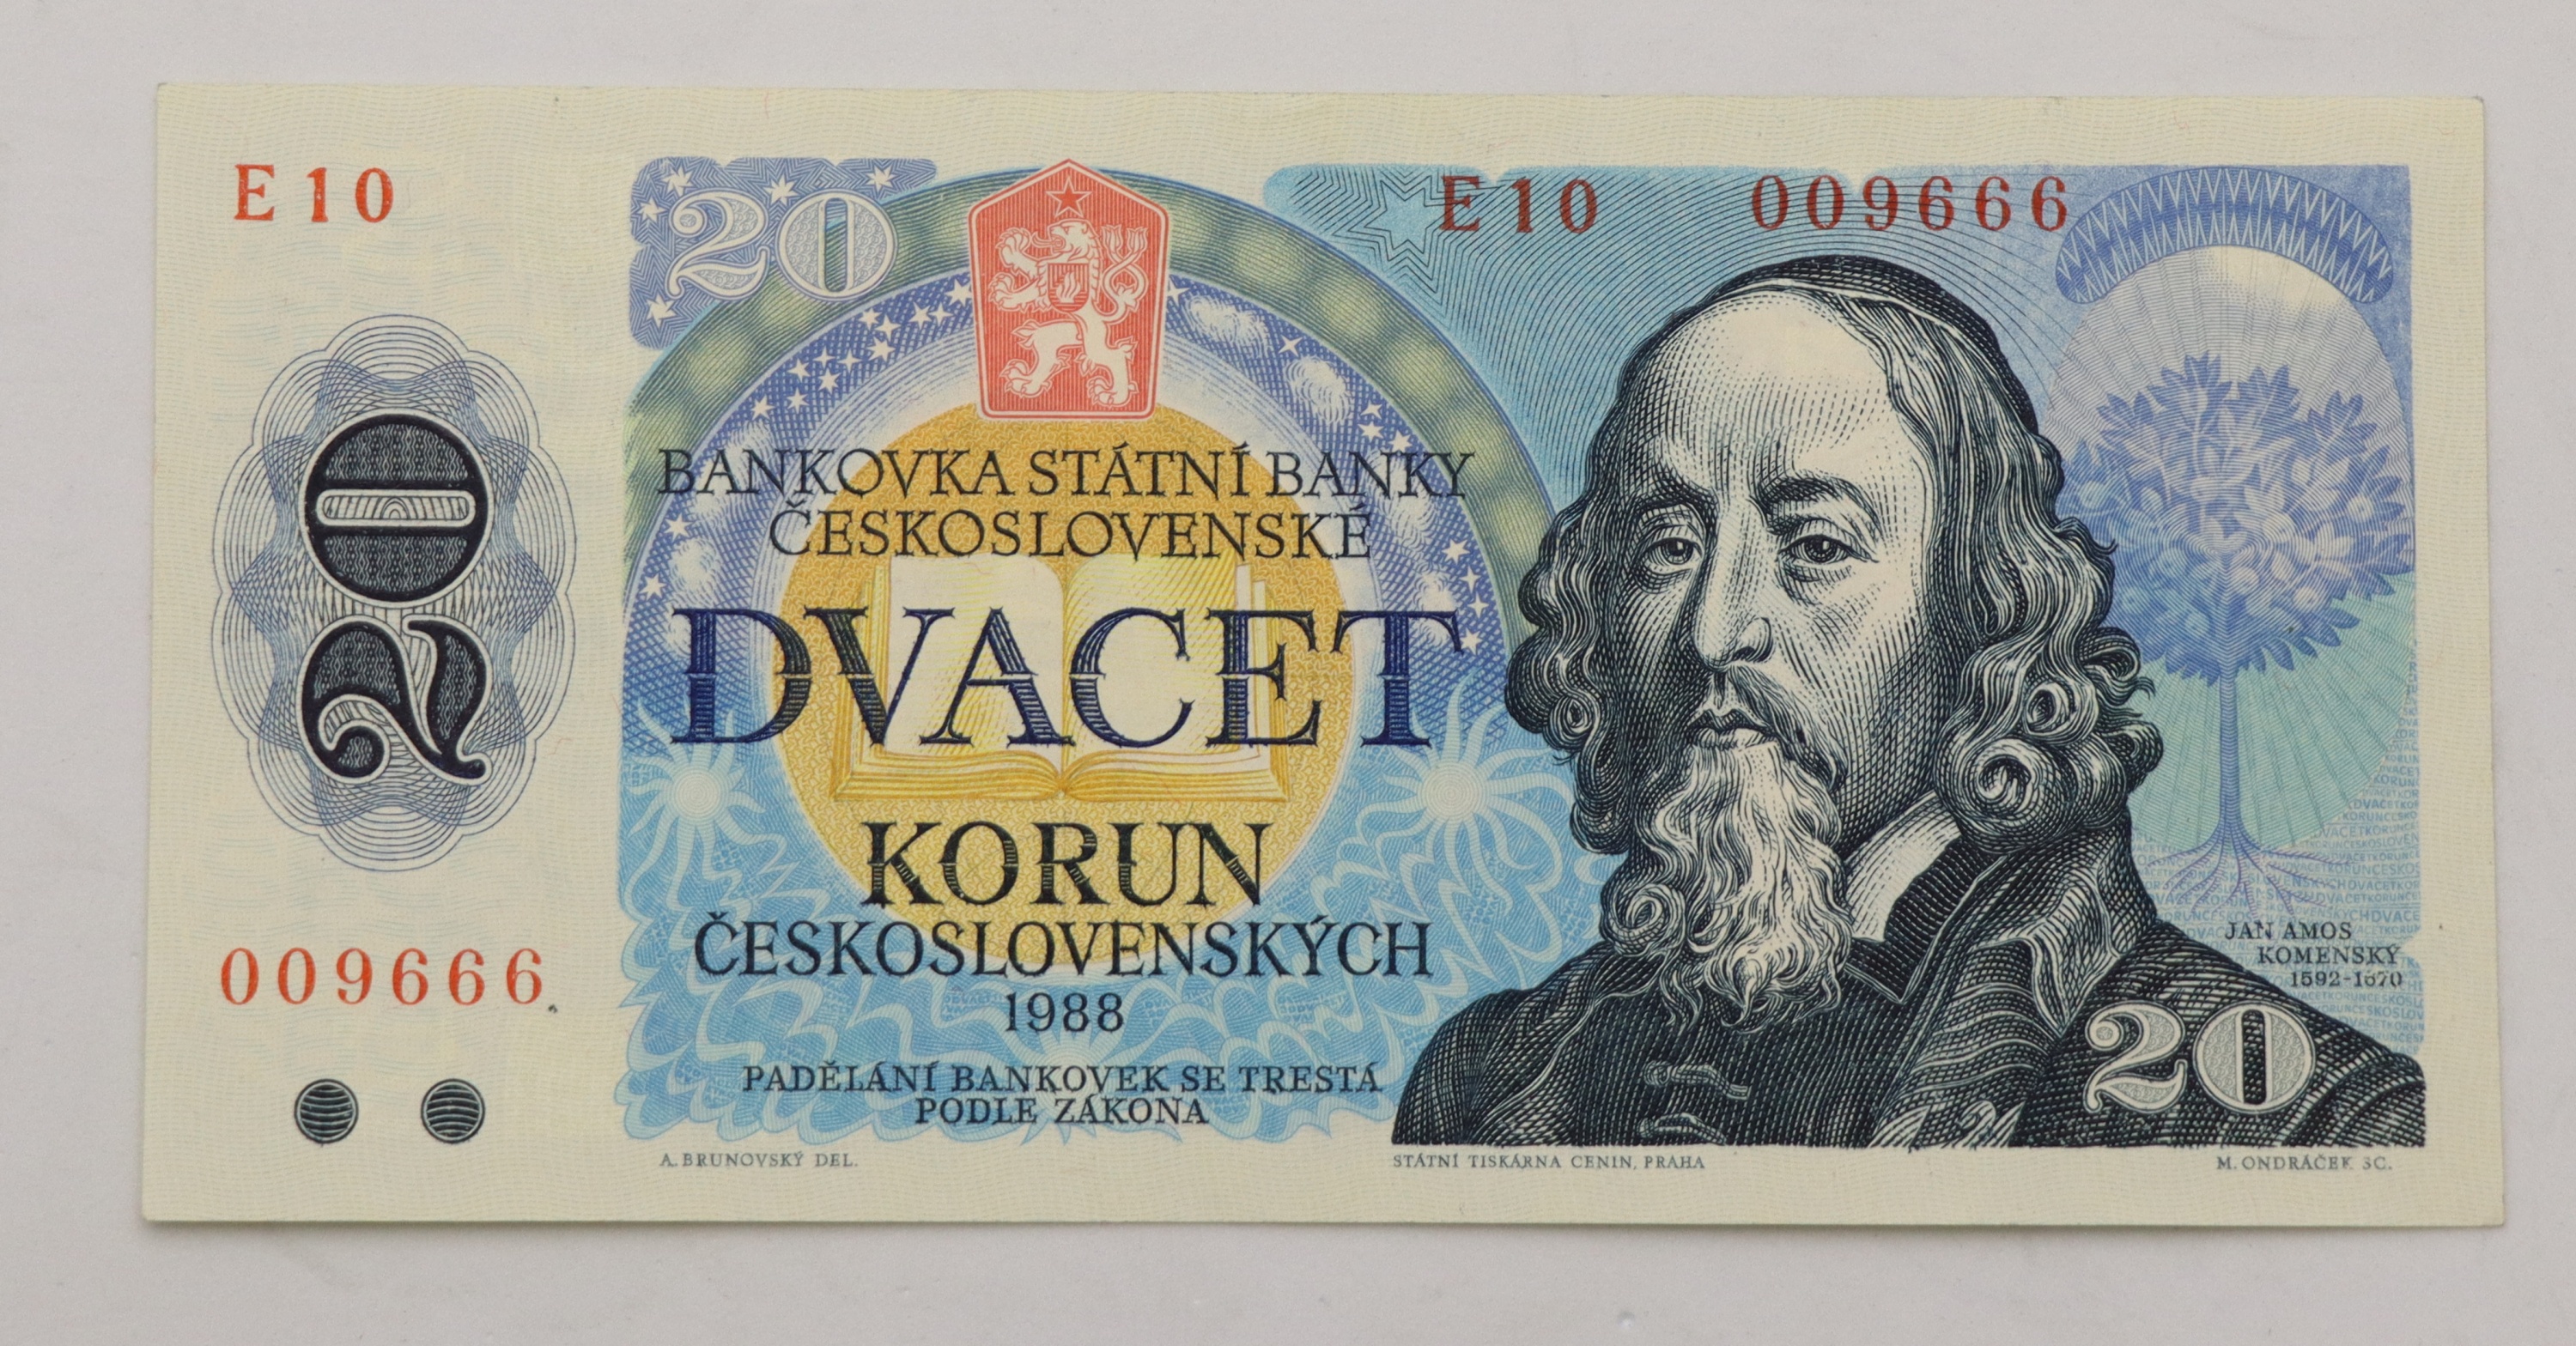 E 10
E 10 009666
20
20
BANKOVKA STÁTNÍ BANKY
ČESKOSLOVENSKÉ
DVACET
KORUN
ČESKOSLOVENSKÝCH
1988
PADĚLÁNÍ BANKOVEK SE TRESTÁ
PODLE ZÁKONA
009666
JAN AMOS
KOMENSKÝ
1592-1670
20
A. BRUNOVSKÝ DEL.
STÁTNÍ TISKÁRNA CENIN, PRAHA
M. ONDRÁČEK SC.